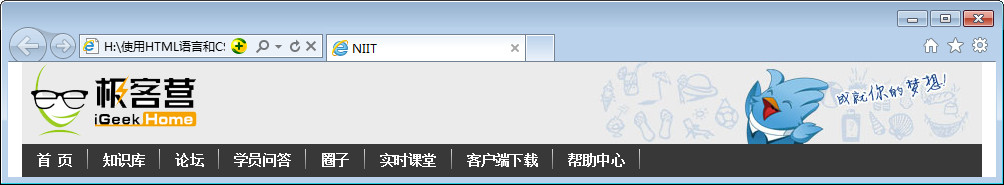 H:\使用HTML语言和CS
NIIT
极客营
iGeekHome
成就你的梦想!
首 页 知识库 论坛 学员问答 圈子 实时课堂 客户端下载 帮助中心